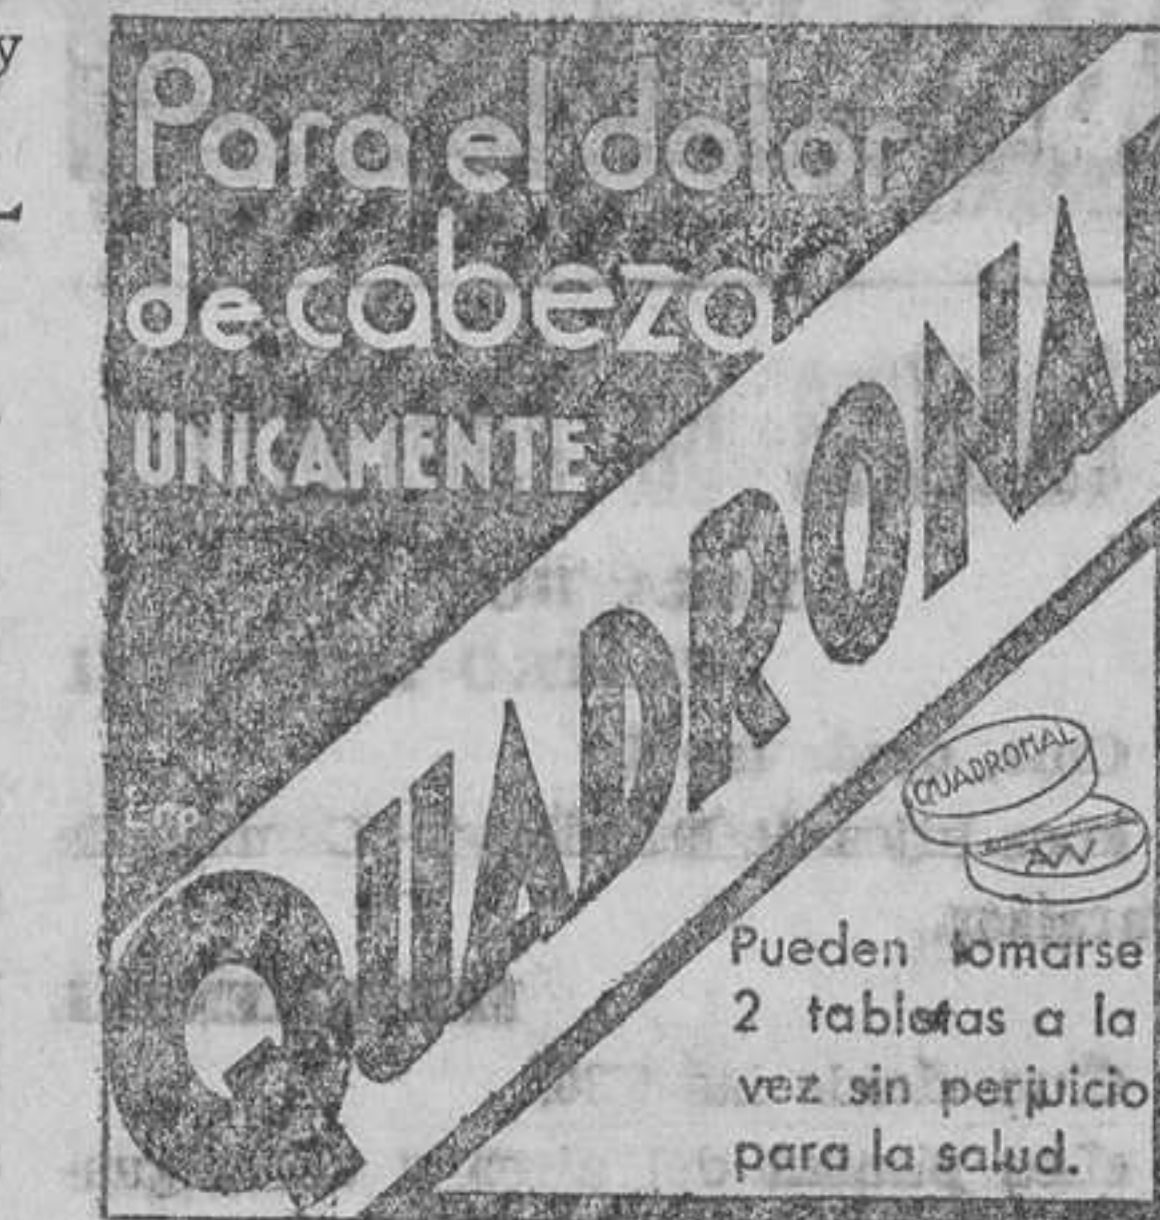 y
Para el dolor
de cabeza
UNICAMENTE
QUADRONAL
QUADRONAL
AW
Pueden tomarse
2 tabletas a la
vez sin perjuicio
para la salud.